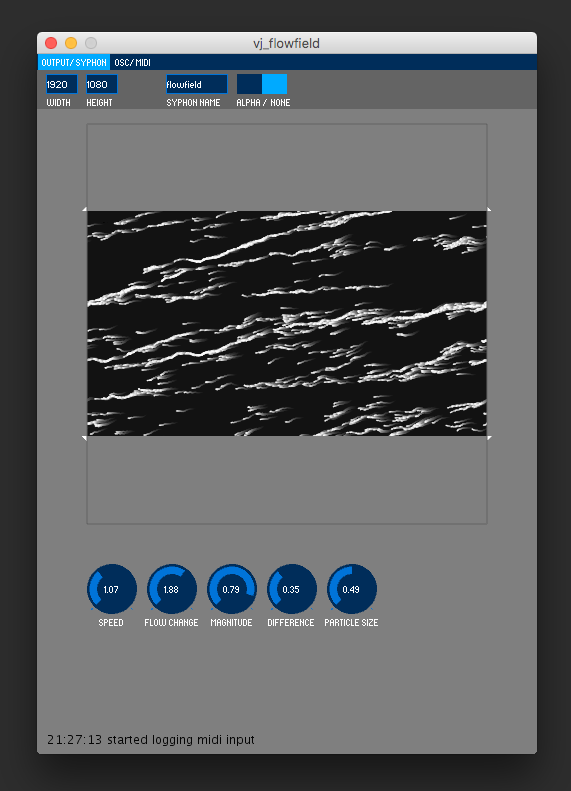 vj_flowfield
OUTPUT/SYPHON OSC/MIDI
1920 1080 flowfield
WIDTH HEIGHT SYPHON NAME ALPHA / NONE
1.07 1.88 0.79 0.35 0.49
SPEED FLOW CHANGE MAGNITUDE DIFFERENCE PARTICLE SIZE
21:27:13 started logging midi input